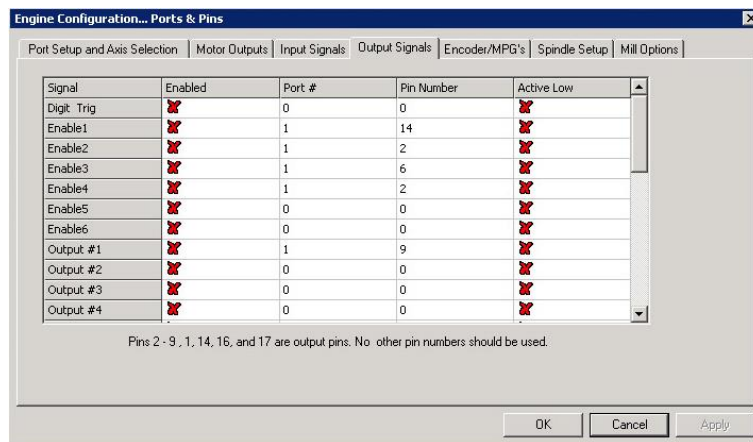 Engine Configuration... Ports & Pins
Port Setup and Axis Selection Motor Outputs Input Signals Output Signals Encoder/MPG's Spindle Setup Mill Options
Signal Enabled Port # Pin Number Active Low
Digit Trig 0 0
Enable1 1 14
Enable2 1 2
Enable3 1 6
Enable4 1 2
Enable5 0 0
Enable6 0 0
Output #1 1 9
Output #2 0 0
Output #3 0 0
Output #4 0 0
Pins 2 - 9 , 1, 14, 16, and 17 are output pins. No other pin numbers should be used.
OK Cancel Apply